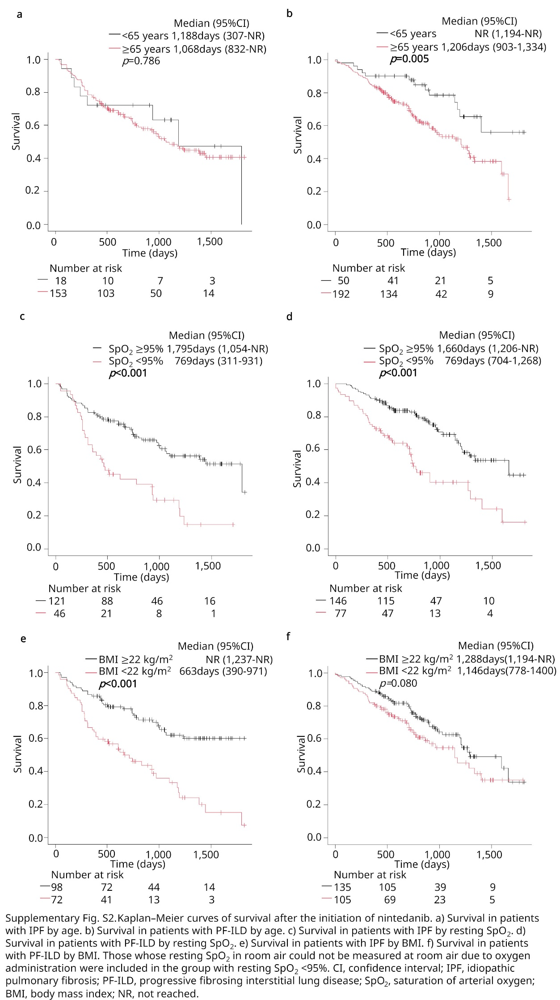 a
Median (95%CI)
<65 years 1,188days (307-NR)
≥65 years 1,068days (832-NR)
p=0.786
1.0
0.8
0.6
0.4
0.2
0.0
Survival
0 500 1,000 1,500
Time (days)
Number at risk
18 10 7 3
153 103 50 14
b
Median (95%CI)
<65 years NR (1,194-NR)
≥65 years 1,206days (903-1,334)
p=0.005
1.0
0.8
0.6
0.4
0.2
0.0
Survival
0 500 1,000 1,500
Time (days)
Number at risk
50 41 21 5
192 134 42 9
c
Median (95%CI)
SpO₂ ≥95% 1,795days (1,054-NR)
SpO₂ <95% 769days (311-931)
p<0.001
1.0
0.8
0.6
0.4
0.2
0.0
Survival
0 500 1,000 1,500
Time (days)
Number at risk
121 88 46 16
46 21 8 1
d
Median (95%CI)
SpO₂ ≥95% 1,660days (1,206-NR)
SpO₂ <95% 769days (704-1,268)
p<0.001
1.0
0.8
0.6
0.4
0.2
0.0
Survival
0 500 1,000 1,500
Time (days)
Number at risk
146 115 47 10
77 47 13 4
e
Median (95%CI)
BMI ≥22 kg/m² NR (1,237-NR)
BMI <22 kg/m² 663days (390-971)
p<0.001
1.0
0.8
0.6
0.4
0.2
0.0
Survival
0 500 1,000 1,500
Time (days)
Number at risk
98 72 44 14
72 41 13 3
f
Median (95%CI)
BMI ≥22 kg/m² 1,288days(1,194-NR)
BMI <22 kg/m² 1,146days(778-1400)
p=0.080
1.0
0.8
0.6
0.4
0.2
0.0
Survival
0 500 1,000 1,500
Time (days)
Number at risk
135 105 39 9
105 69 23 5
Supplementary Fig. S2.Kaplan–Meier curves of survival after the initiation of nintedanib. a) Survival in patients
with IPF by age. b) Survival in patients with PF-ILD by age. c) Survival in patients with IPF by resting SpO₂. d)
Survival in patients with PF-ILD by resting SpO₂. e) Survival in patients with IPF by BMI. f) Survival in patients
with PF-ILD by BMI. Those whose resting SpO₂ in room air could not be measured at room air due to oxygen
administration were included in the group with resting SpO₂ <95%. CI, confidence interval; IPF, idiopathic
pulmonary fibrosis; PF-ILD, progressive fibrosing interstitial lung disease; SpO₂, saturation of arterial oxygen;
BMI, body mass index; NR, not reached.